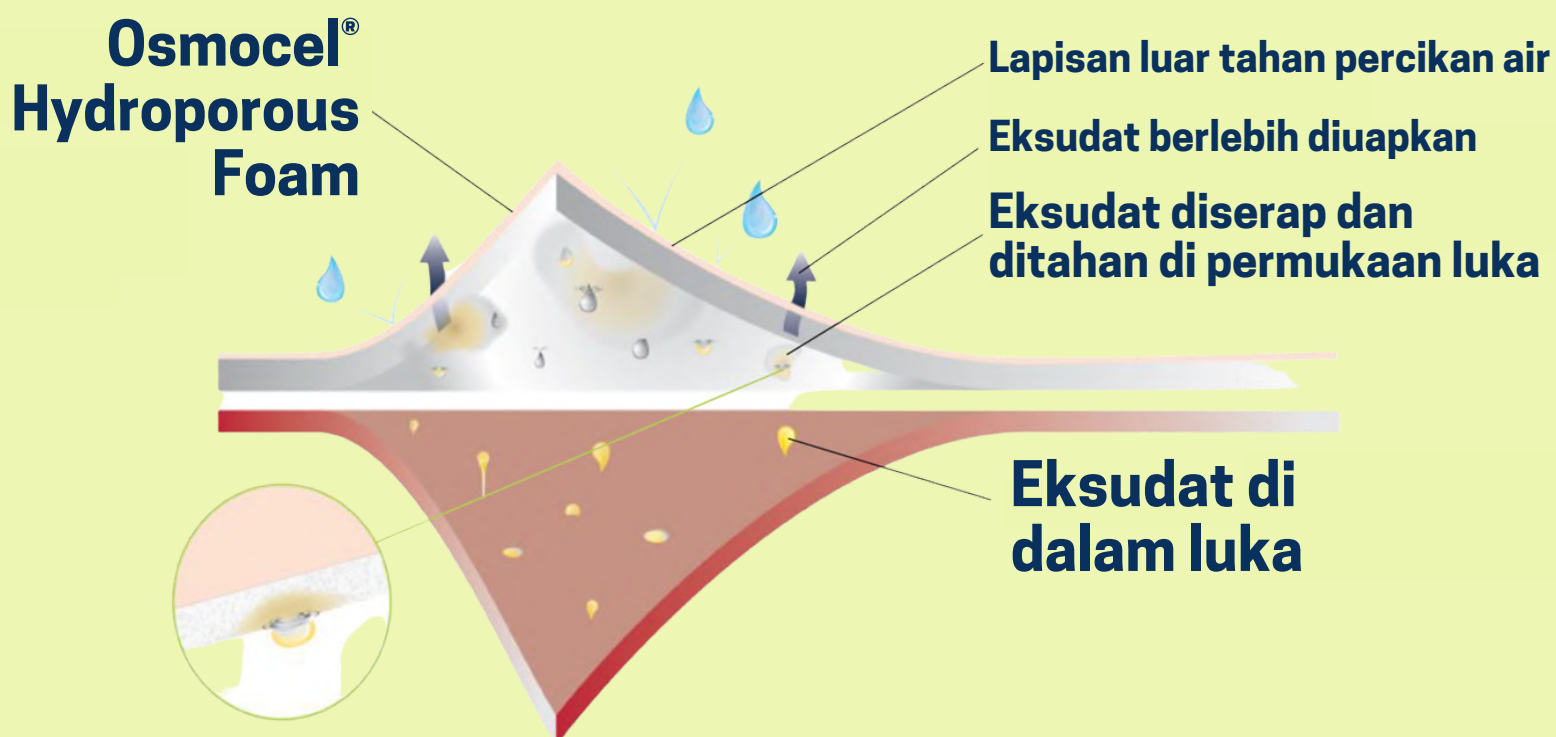 Osmocel®
Hydroporous
Foam
Lapisan luar tahan percikan air
Eksudat berlebih diuapkan
Eksudat diserap dan
ditahan di permukaan luka
Eksudat di
dalam luka